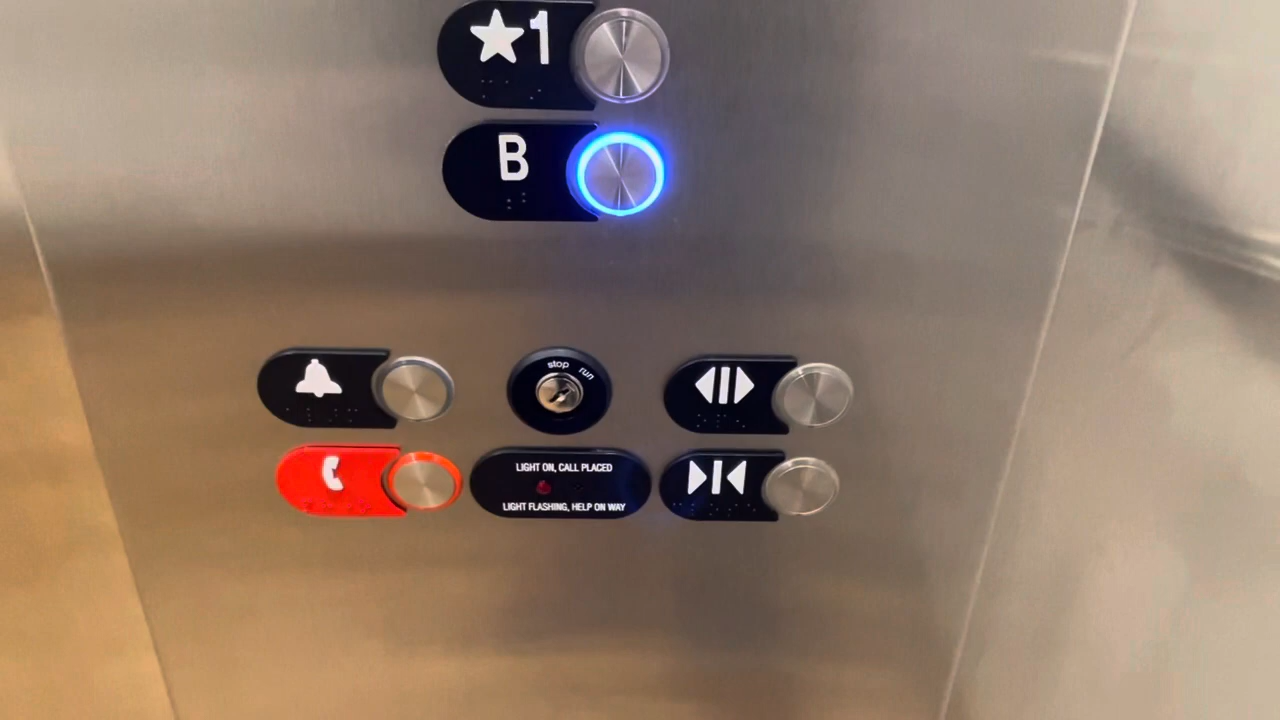 ★1
B
stop run
LIGHT ON, CALL PLACED
LIGHT FLASHING, HELP ON WAY